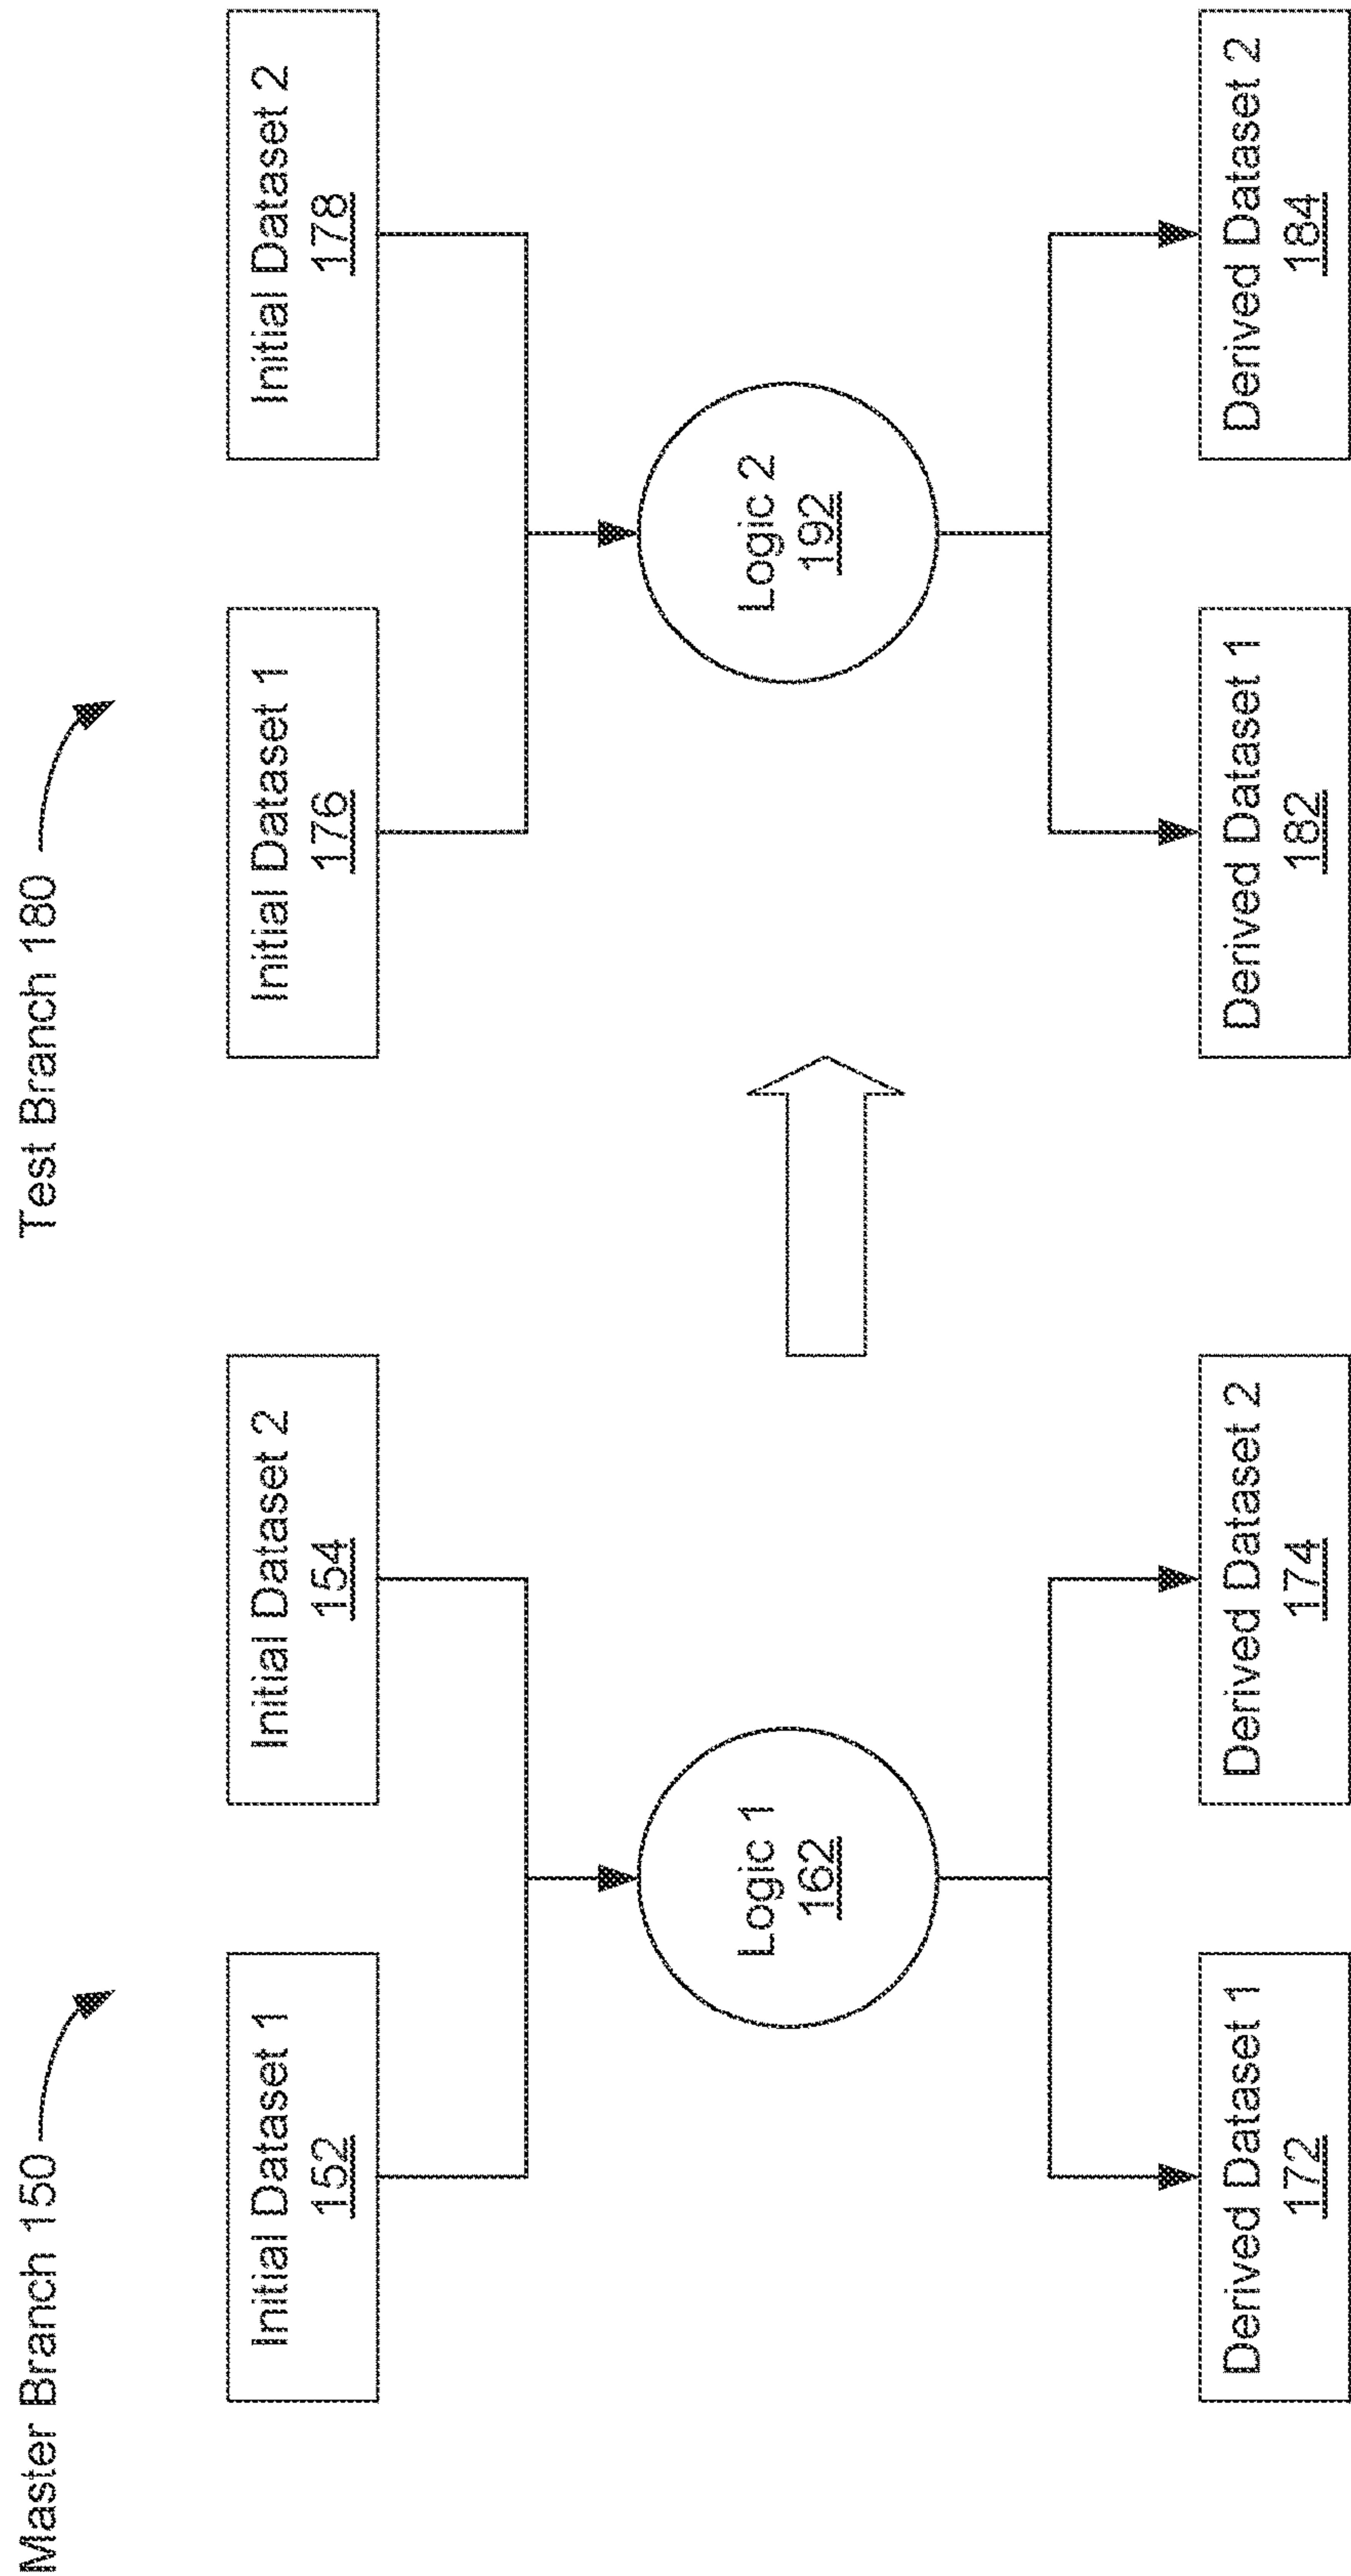 Master Branch 150
Initial Dataset 1
152
Initial Dataset 2
154
Logic 1
162
Derived Dataset 1
172
Derived Dataset 2
174
Test Branch 180
Initial Dataset 1
176
Initial Dataset 2
178
Logic 2
192
Derived Dataset 1
182
Derived Dataset 2
184